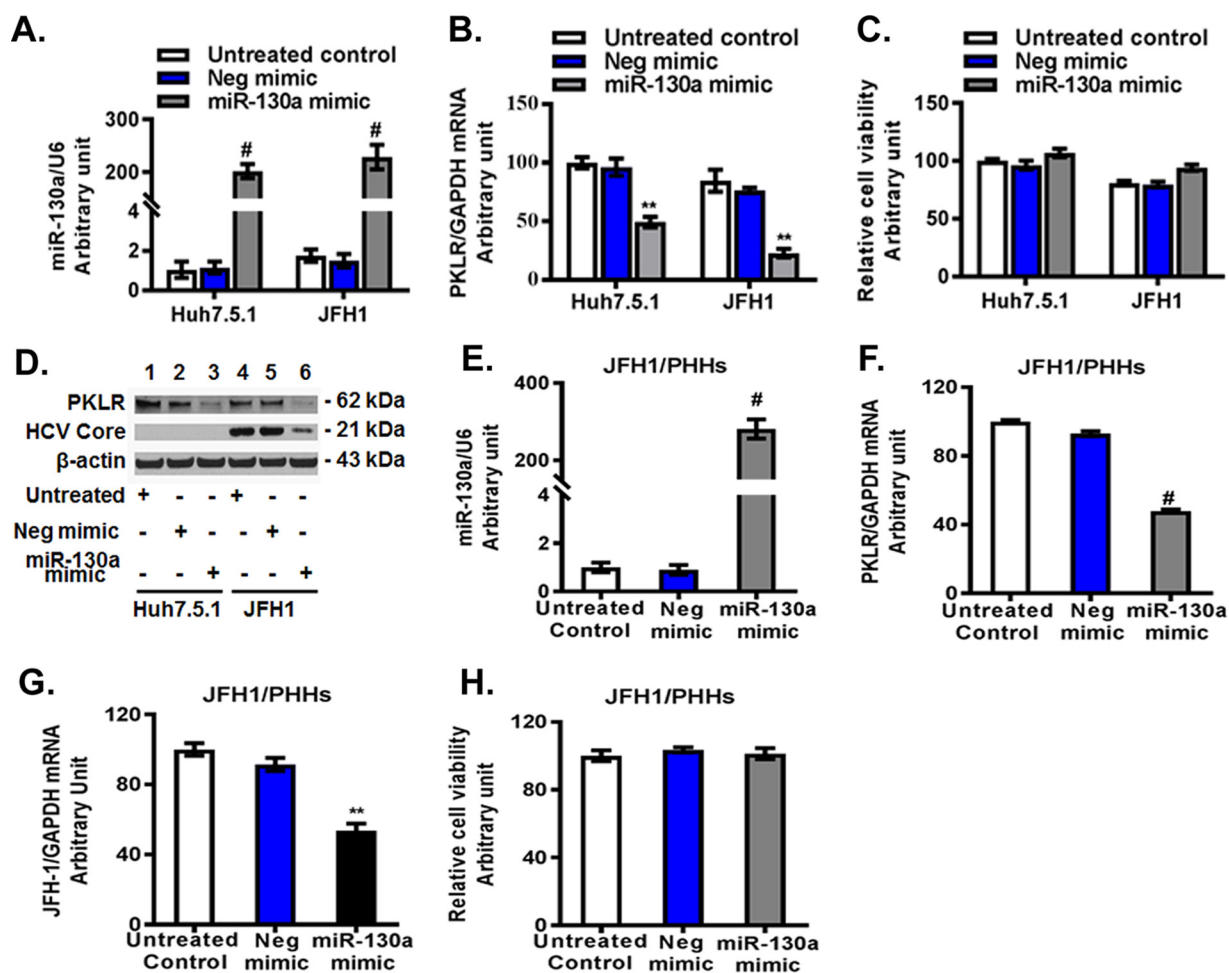 A.
Untreated control
Neg mimic
miR-130a mimic
miR-130a/U6
Arbitrary unit
300
200
4
2
0
#
#
Huh7.5.1
JFH1
B.
Untreated control
Neg mimic
miR-130a mimic
PKLR/GAPDH mRNA
Arbitrary unit
150
100
50
0
**
**
Huh7.5.1
JFH1
C.
Untreated control
Neg mimic
miR-130a mimic
Relative cell viability
Arbitrary unit
150
100
50
0
Huh7.5.1
JFH1
D.
1 2 3 4 5 6
PKLR - 62 kDa
HCV Core - 21 kDa
β-actin - 43 kDa
Untreated + - - + - -
Neg mimic - + - - + -
miR-130a
mimic - - + - - +
Huh7.5.1 JFH1
E.
JFH1/PHHs
miR-130a/U6
Arbitrary unit
400
300
200
4
2
0
#
Untreated
Control
Neg
mimic
miR-130a
mimic
F.
JFH1/PHHs
PKLR/GAPDH mRNA
Arbitrary unit
120
80
40
0
#
Untreated
Control
Neg
mimic
miR-130a
mimic
G.
JFH1/PHHs
JFH-1/GAPDH mRNA
Arbitrary Unit
120
80
40
0
**
Untreated
Control
Neg
mimic
miR-130a
mimic
H.
JFH1/PHHs
Relative cell viability
Arbitrary unit
120
80
40
0
Untreated
Control
Neg
mimic
miR-130a
mimic